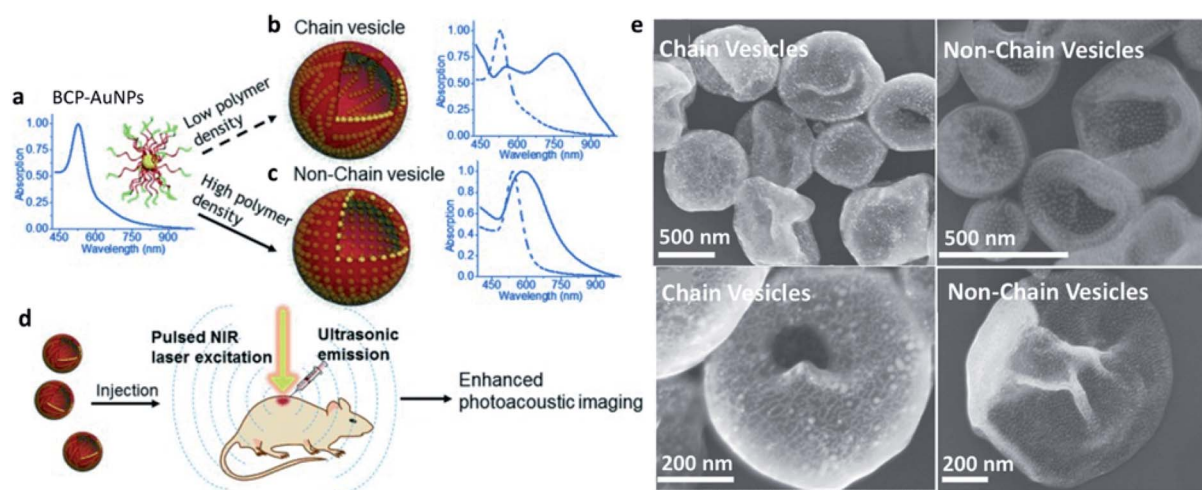 a
BCP-AuNPs
1.00
0.75
0.50
0.25
0.00
Absorption
450 600 750 900
Wavelength (nm)
Low polymer
density
High polymer
density
b
Chain vesicle
1.00
0.75
0.50
0.25
0.00
Absorption
450 600 750 900
Wavelength (nm)
c
Non-Chain vesicle
1.0
0.8
0.6
0.4
0.2
0.0
Absorption
450 600 750 900
Wavelength (nm)
d
Injection
Pulsed NIR
laser excitation
Ultrasonic
emission
Enhanced
photoacoustic imaging
e
Chain Vesicles
500 nm
Non-Chain Vesicles
500 nm
Chain Vesicles
200 nm
Non-Chain Vesicles
200 nm